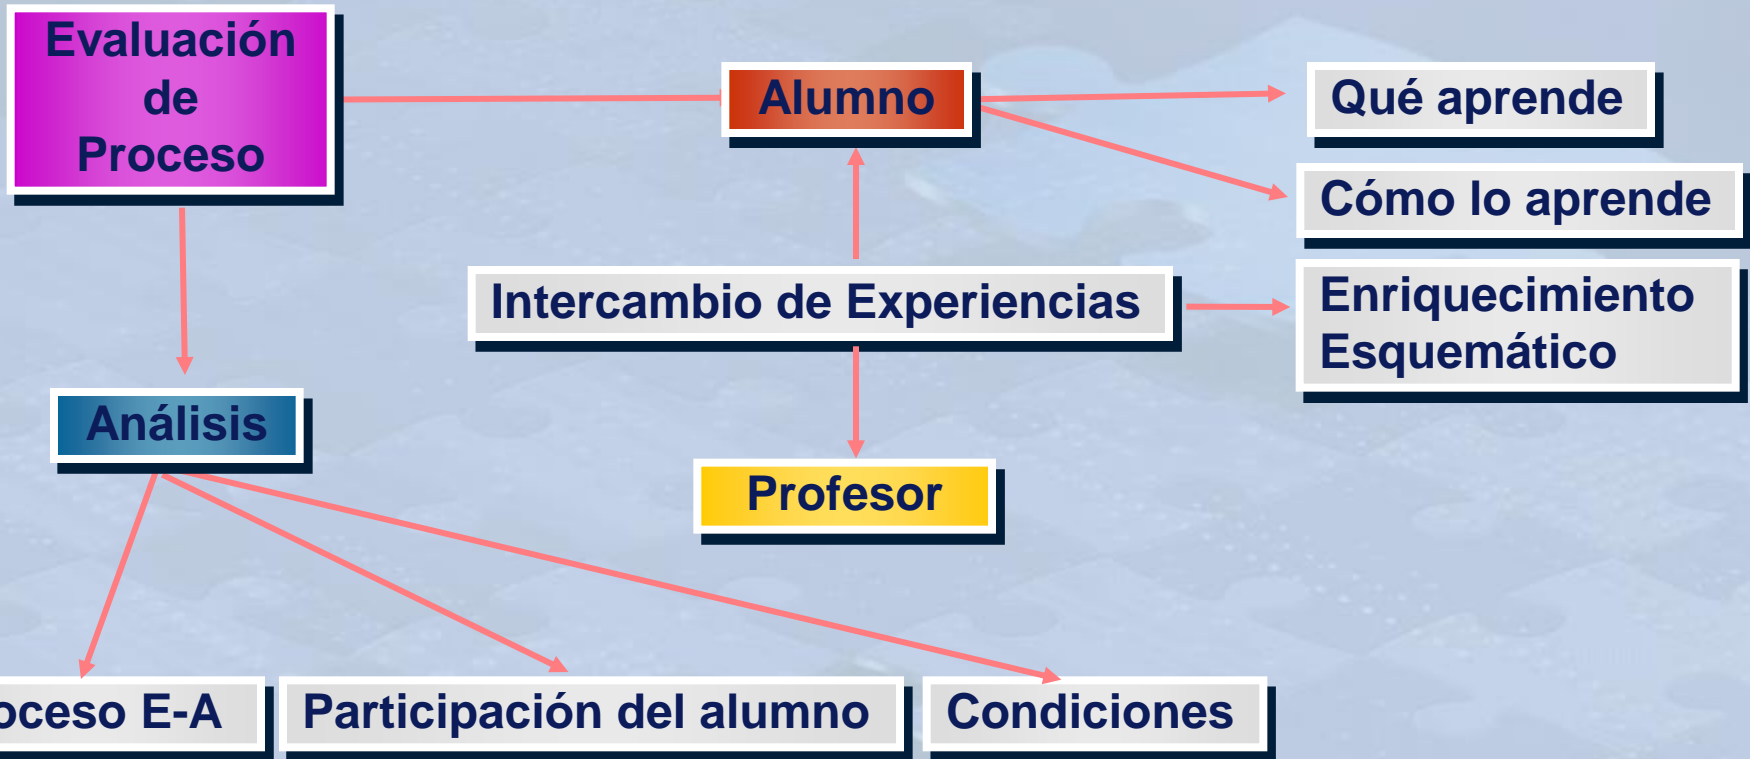 Evaluación
de
Proceso
Alumno
Qué aprende
Cómo lo aprende
Intercambio de Experiencias
Enriquecimiento
Esquemático
Análisis
Profesor
E-A
Participación del alumno
Condiciones